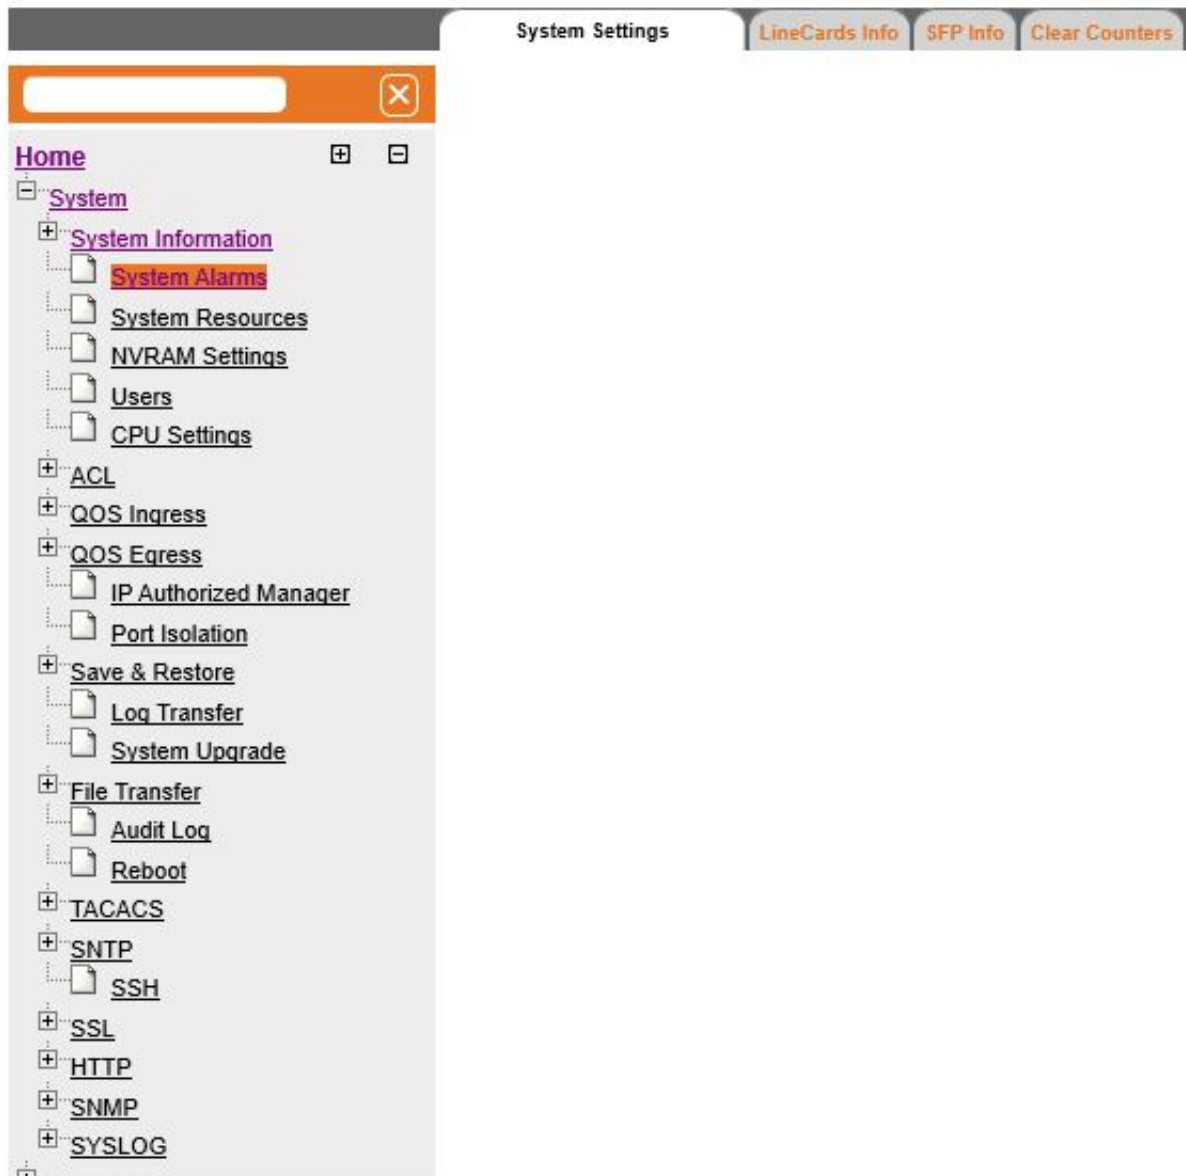 System Settings LineCards Info SFP Info Clear Counters
Home
System
System Information
System Alarms
System Resources
NVRAM Settings
Users
CPU Settings
ACL
QOS Ingress
QOS Egress
IP Authorized Manager
Port Isolation
Save & Restore
Log Transfer
System Upgrade
File Transfer
Audit Log
Reboot
TACACS
SNTP
SSH
SSL
HTTP
SNMP
SYSLOG